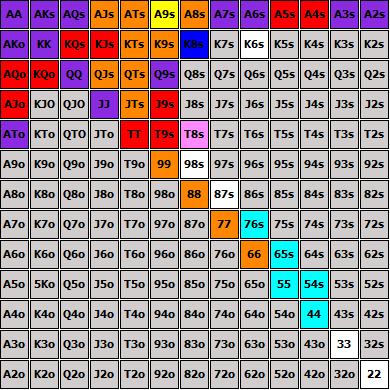 AA AKs AQs AJs ATs A9s A8s A7s A6s A5s A4s A3s A2s
AKo KK KQs KJs KTs K9s K8s K7s K6s K5s K4s K3s K2s
AQo KQo QQ QJs QTs Q9s Q8s Q7s Q6s Q5s Q4s Q3s Q2s
AJo KJO QJO JJ JTs J9s J8s J7s J6s J5s J4s J3s J2s
ATo KTo QTO JTo TT T9s T8s T7s T6s T5s T4s T3s T2s
A9o K9o Q9o J9o T9o 99 98s 97s 96s 95s 94s 93s 92s
A8o K8o Q8o J8o T8o 98o 88 87s 86s 85s 84s 83s 82s
A7o K7o Q7o J7o T7o 97o 87o 77 76s 75s 74s 73s 72s
A6o K6o Q6o J6o T6o 96o 86o 76o 66 65s 64s 63s 62s
A5o 5Ko Q5o J5o T5o 95o 85o 75o 65o 55 54s 53s 52s
A4o K4o Q4o J4o T4o 94o 84o 74o 64o 54o 44 43s 42s
A3o K3o Q3o J3o T3o 93o 83o 73o 63o 53o 43o 33 32s
A2o K2o Q2o J2o T2o 92o 82o 72o 62o 52o 42o 32o 22